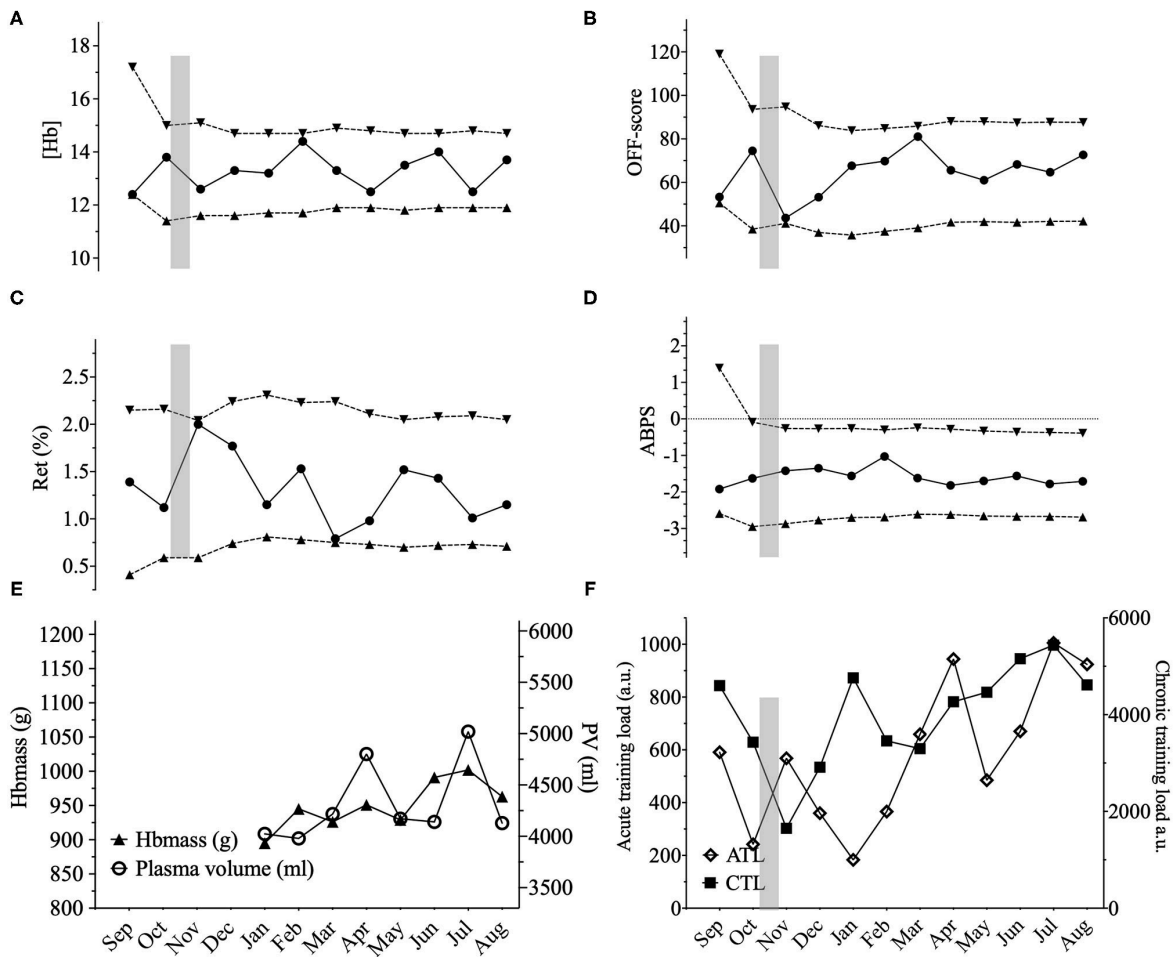 A
18
16
14
12
10
[Hb]
B
120
100
80
60
40
OFF-score
C
2.5
2.0
1.5
1.0
0.5
Ret (%)
D
2
1
0
-1
-2
-3
ABPS
E
1200
1150
1100
1050
1000
950
900
850
800
Hbmass (g)
6000
5500
5000
4500
4000
3500
PV (ml)
Hbmass (g)
Plasma volume (ml)
Sep Oct Nov Dec Jan Feb Mar Apr May Jun Jul Aug
F
1000
800
600
400
200
0
Acute training load (a.u.)
6000
4000
2000
0
Chronic training
load a.u.
ATL
CTL
Sep Oct Nov Dec Jan Feb Mar Apr May Jun Jul Aug